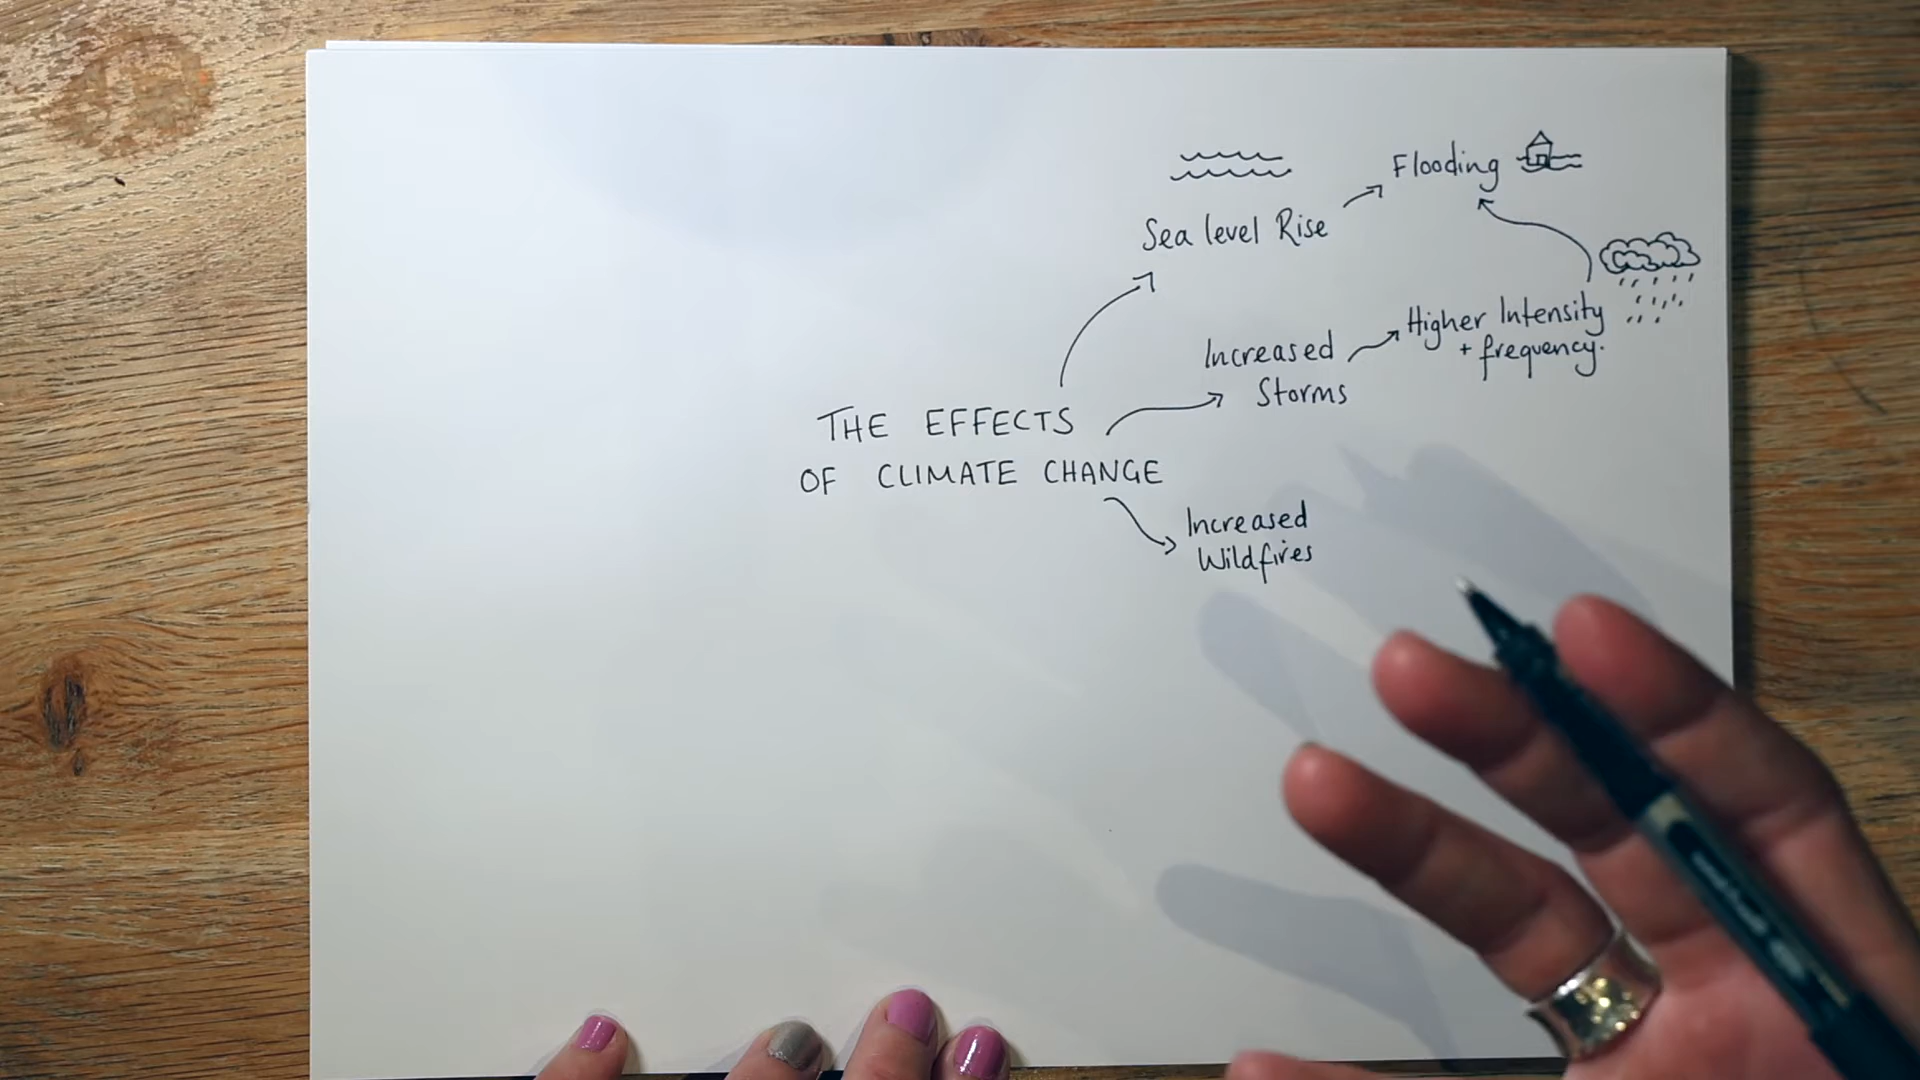 Flooding
Sea level Rise
Higher Intensity
+ frequency.
Increased
Storms
THE EFFECTS
OF CLIMATE CHANGE
Increased
Wildfires